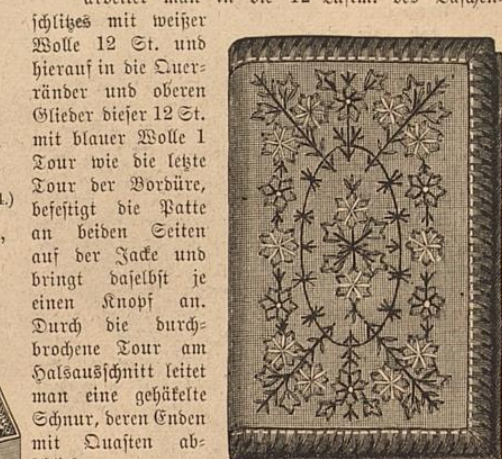 schlitzes mit weißer
Wolle 12 St. und
hierauf in die Quer-
ränder und oberen
Glieder dieser 12 St.
mit blauer Wolle 1
Tour wie die letzte
Tour der Bordüre,
befestigt die Patte
an beiden Seiten
auf der Jacke und
bringt daselbst je
einen Knopf an.
Durch die durch-
brochene Tour am
Halsausschnitt leitet
man eine gehäkelte
Schnur, deren Enden
mit Quasten ab-